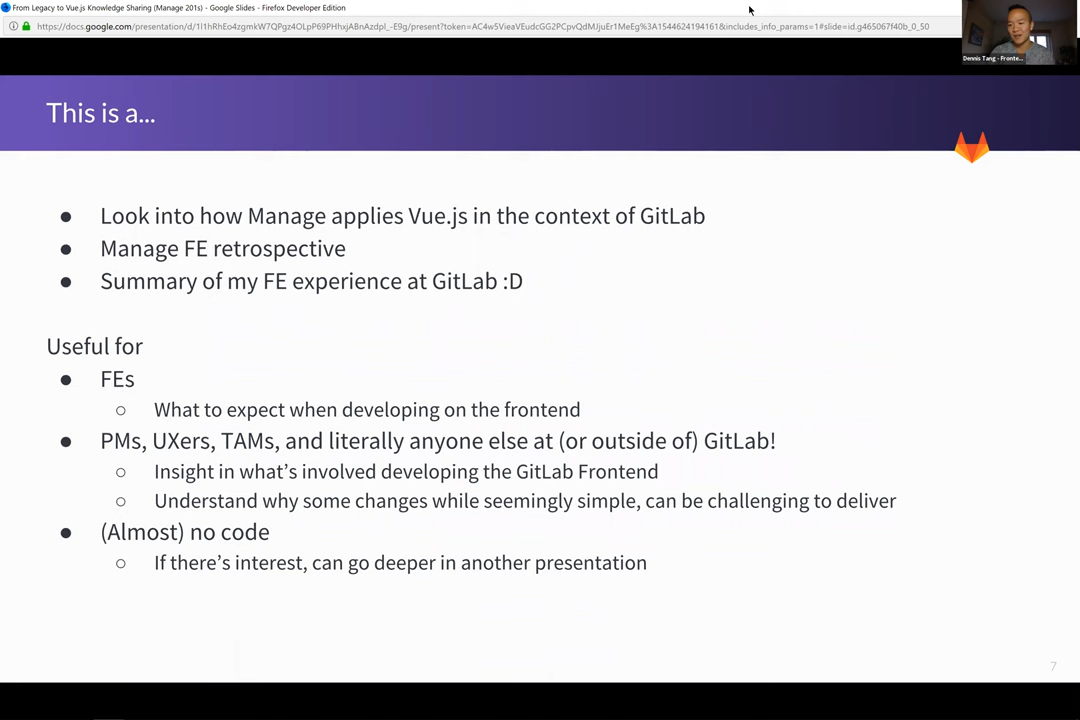 From Legacy to Vue.js Knowledge Sharing (Manage 201s) - Google Slides - Firefox Developer Edition
Dennis Tang - Fronte...
This is a...
● Look into how Manage applies Vue.js in the context of GitLab
● Manage FE retrospective
● Summary of my FE experience at GitLab :D
Useful for
● FEs
○ What to expect when developing on the frontend
● PMs, UXers, TAMs, and literally anyone else at (or outside of) GitLab!
○ Insight in what's involved developing the GitLab Frontend
○ Understand why some changes while seemingly simple, can be challenging to deliver
● (Almost) no code
○ If there's interest, can go deeper in another presentation
7